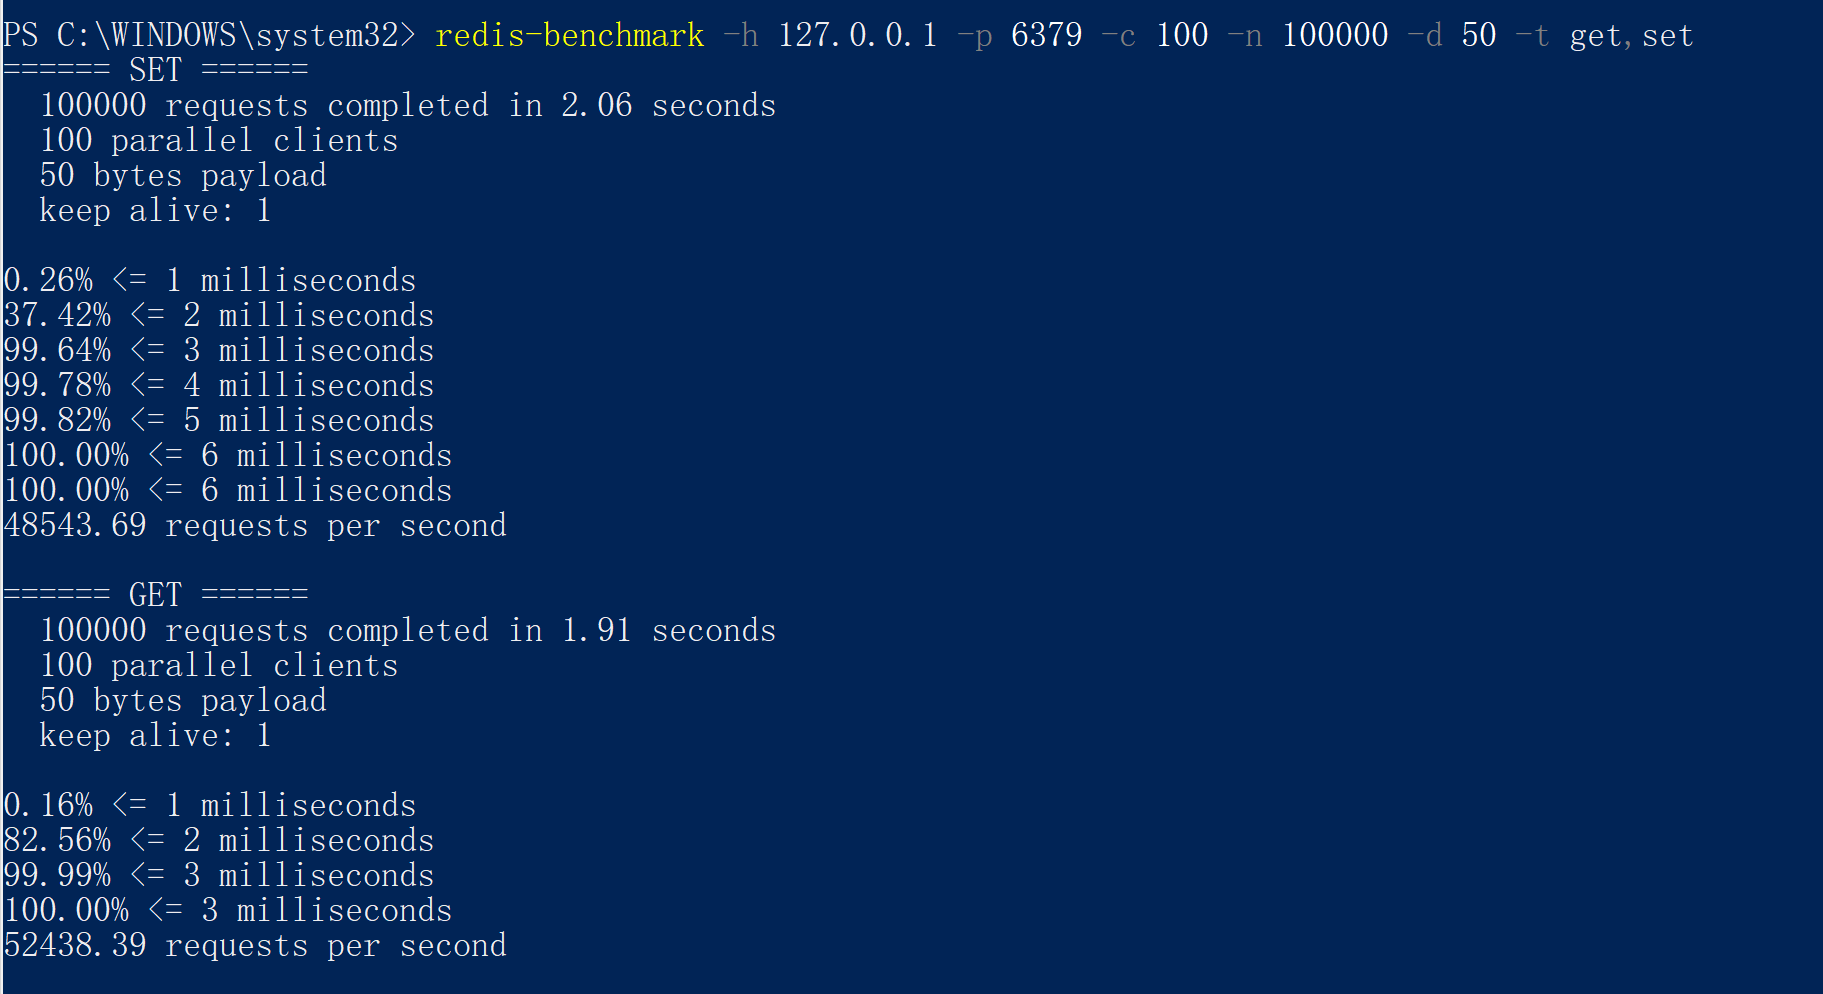 PS C:\WINDOWS\system32> redis-benchmark -h 127.0.0.1 -p 6379 -c 100 -n 100000 -d 50 -t get,set
====== SET ======
  100000 requests completed in 2.06 seconds
  100 parallel clients
  50 bytes payload
  keep alive: 1

0.26% <= 1 milliseconds
37.42% <= 2 milliseconds
99.64% <= 3 milliseconds
99.78% <= 4 milliseconds
99.82% <= 5 milliseconds
100.00% <= 6 milliseconds
100.00% <= 6 milliseconds
48543.69 requests per second

====== GET ======
  100000 requests completed in 1.91 seconds
  100 parallel clients
  50 bytes payload
  keep alive: 1

0.16% <= 1 milliseconds
82.56% <= 2 milliseconds
99.99% <= 3 milliseconds
100.00% <= 3 milliseconds
52438.39 requests per second